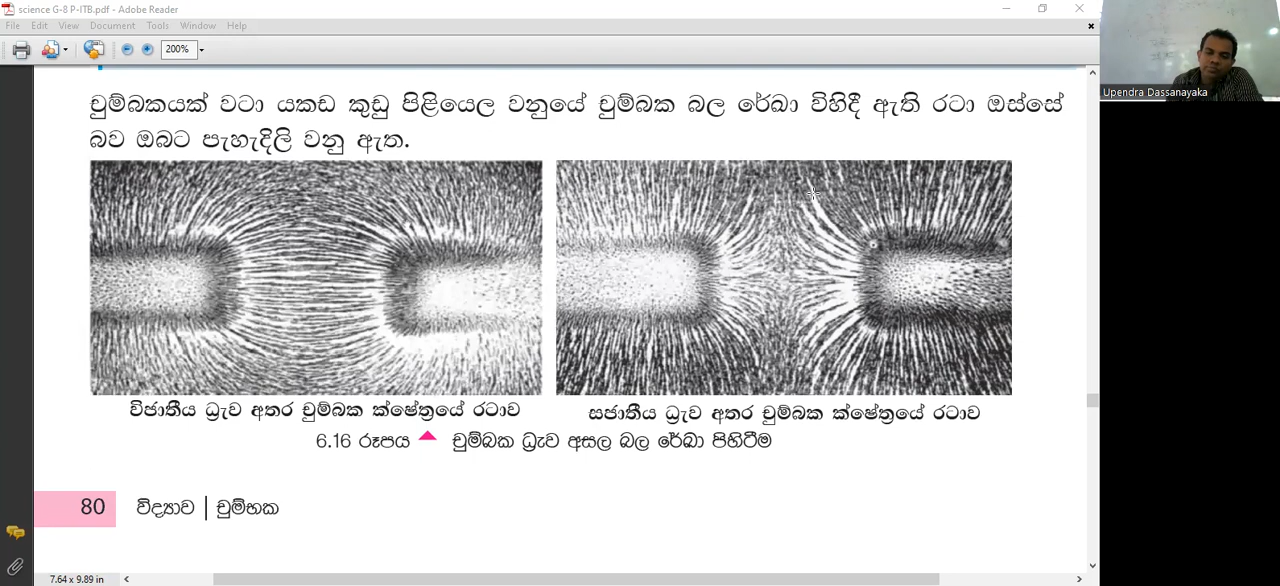 science G-8 P-ITB.pdf - Adobe Reader
File Edit View Document Tools Window Help
200%
චුම්බකයක් වටා යකඩ කුඩු පිළියෙල වනුයේ චුම්බක බල රේඛා විහිදී ඇති රටා ඔස්සේ
බව ඔබට පැහැදිලි වනු ඇත.
විජාතීය ධ්‍රැව අතර චුම්බක ක්ෂේත්‍රයේ රටාව
සජාතීය ධ්‍රැව අතර චුම්බක ක්ෂේත්‍රයේ රටාව
6.16 රූපය ▲ චුම්බක ධ්‍රැව අසල බල රේඛා පිහිටීම
80 විද්‍යාව | චුම්භක
7.64 x 9.89 in
Upendra Dassanayaka